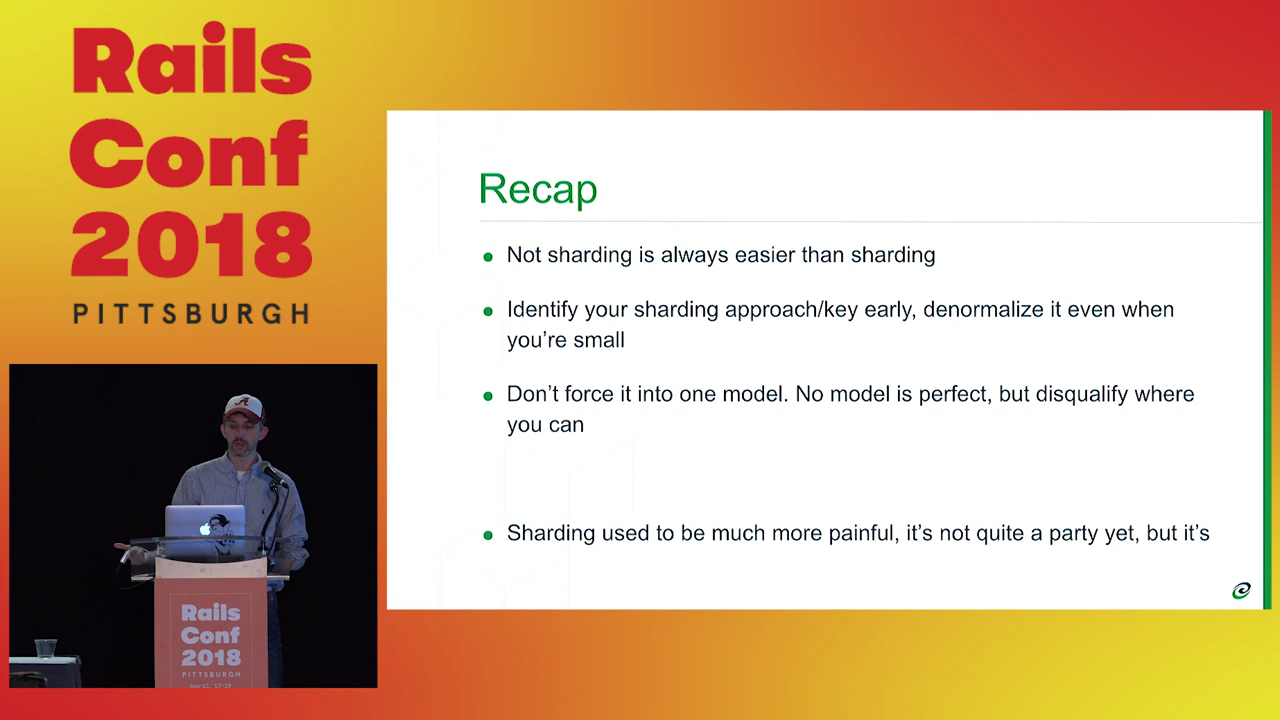 Rails
Conf
2018
PITTSBURGH
Recap
Not sharding is always easier than sharding
Identify your sharding approach/key early, denormalize it even when
you're small
Don't force it into one model. No model is perfect, but disqualify where
you can
Sharding used to be much more painful, it's not quite a party yet, but it's
A
Rails
Conf
2018
PITTSBURGH
April 17-19